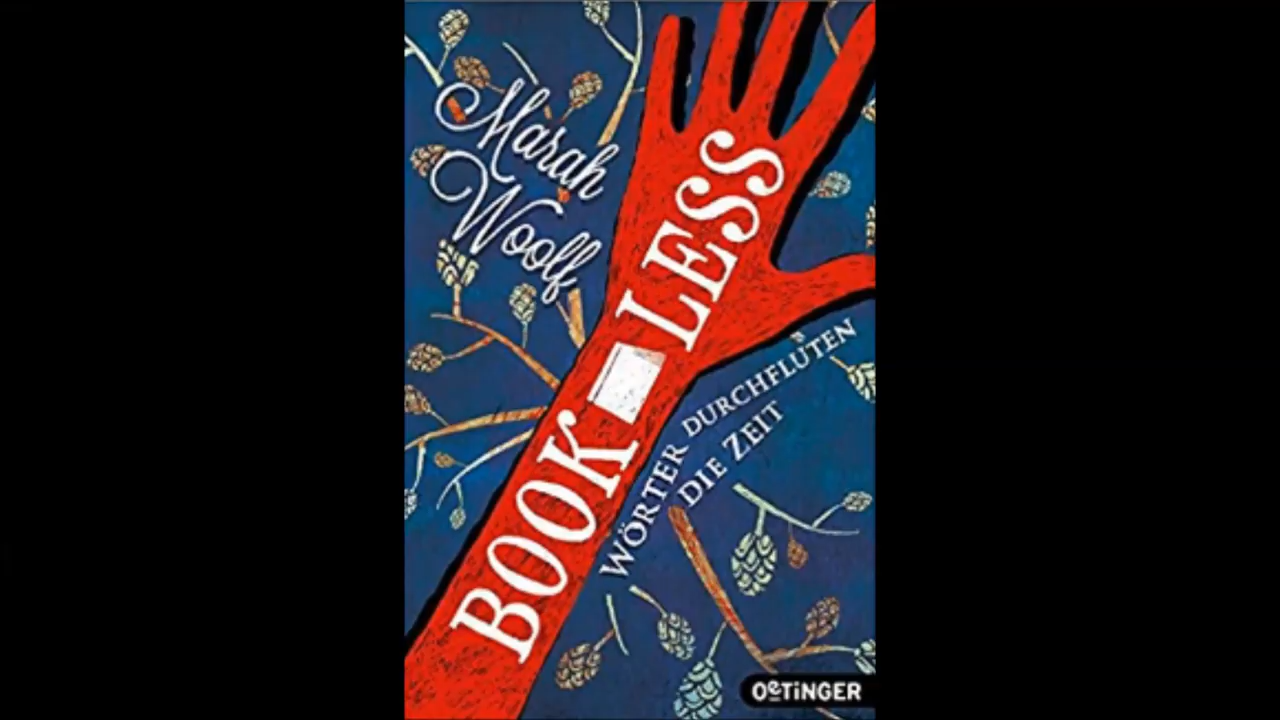 Marah
Woolf
BOOK LESS
WÖRTER DURCHFLUTEN
DIE ZEIT
OETINGER